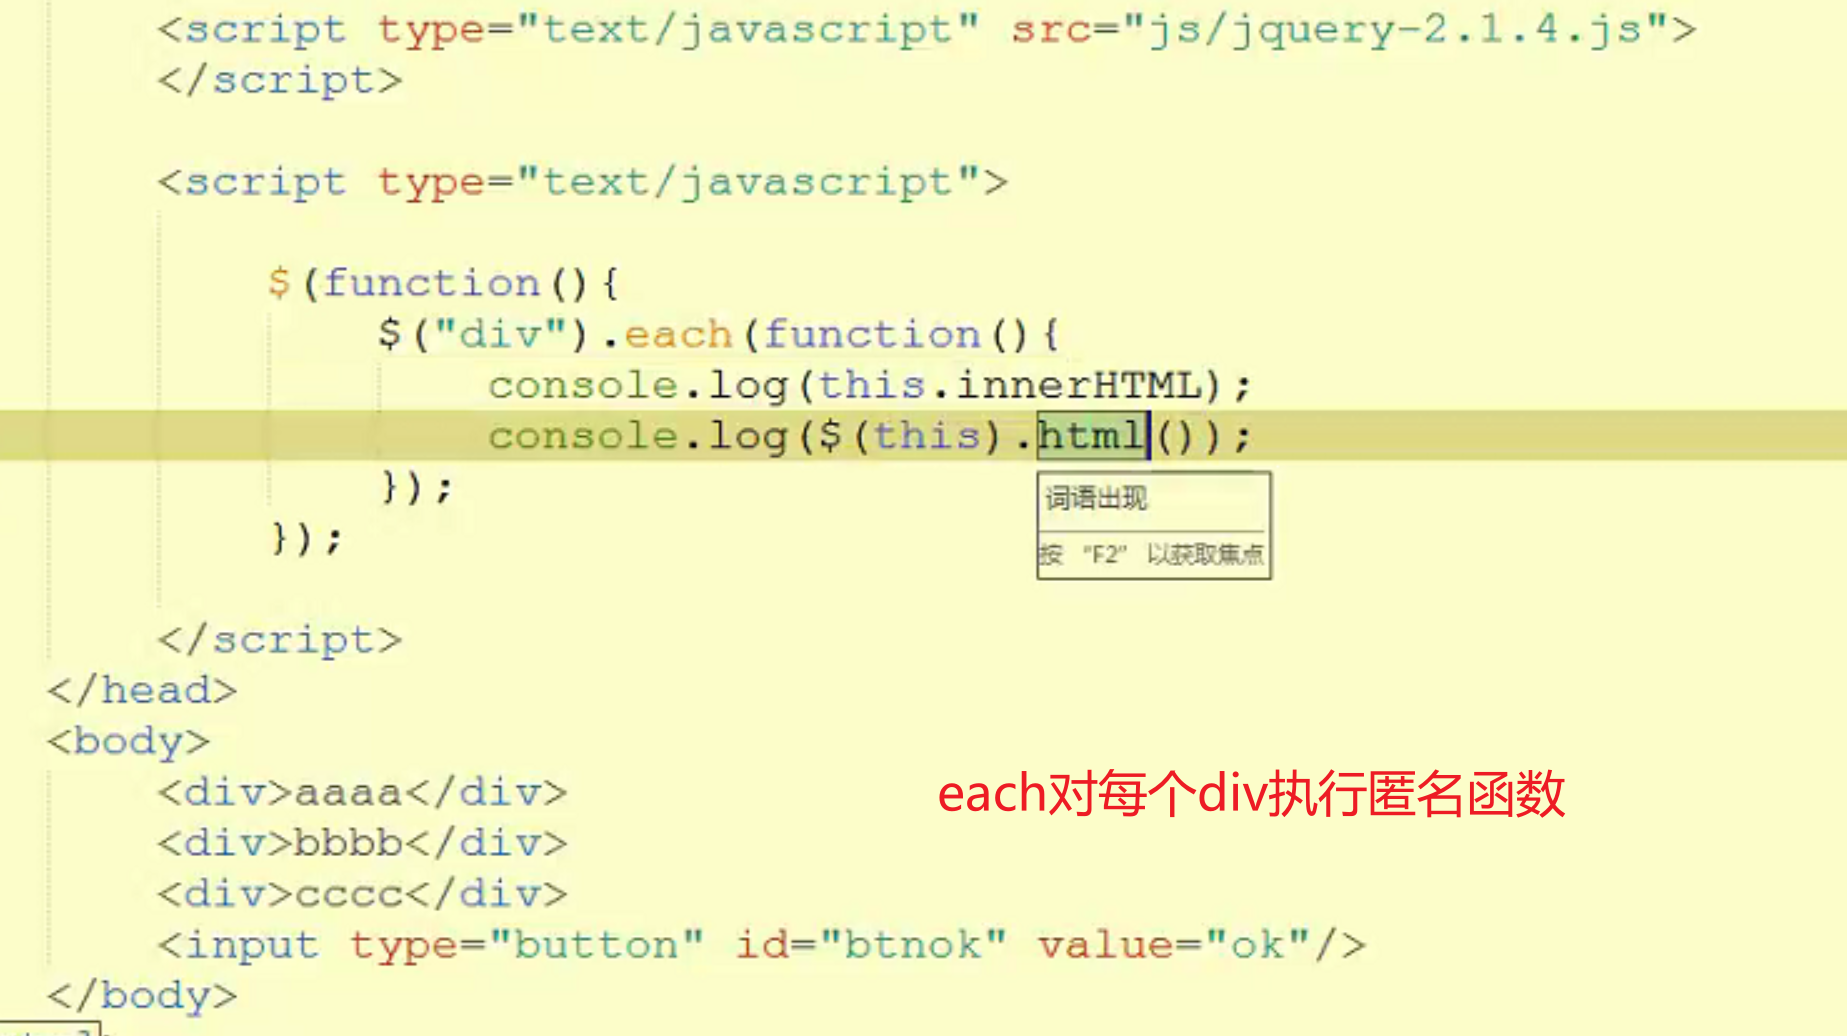 <script type="text/javascript" src="js/jquery-2.1.4.js">
</script>
<script type="text/javascript">
$(function(){
$("div").each(function(){
console.log(this.innerHTML);
console.log($(this).html());
});
});
词语出现
按 “F2” 以获取焦点
</script>
</head>
<body>
<div>aaaa</div>
<div>bbbb</div>
<div>cccc</div>
each对每个div执行匿名函数
<input type="button" id="btnok" value="ok"/>
</body>